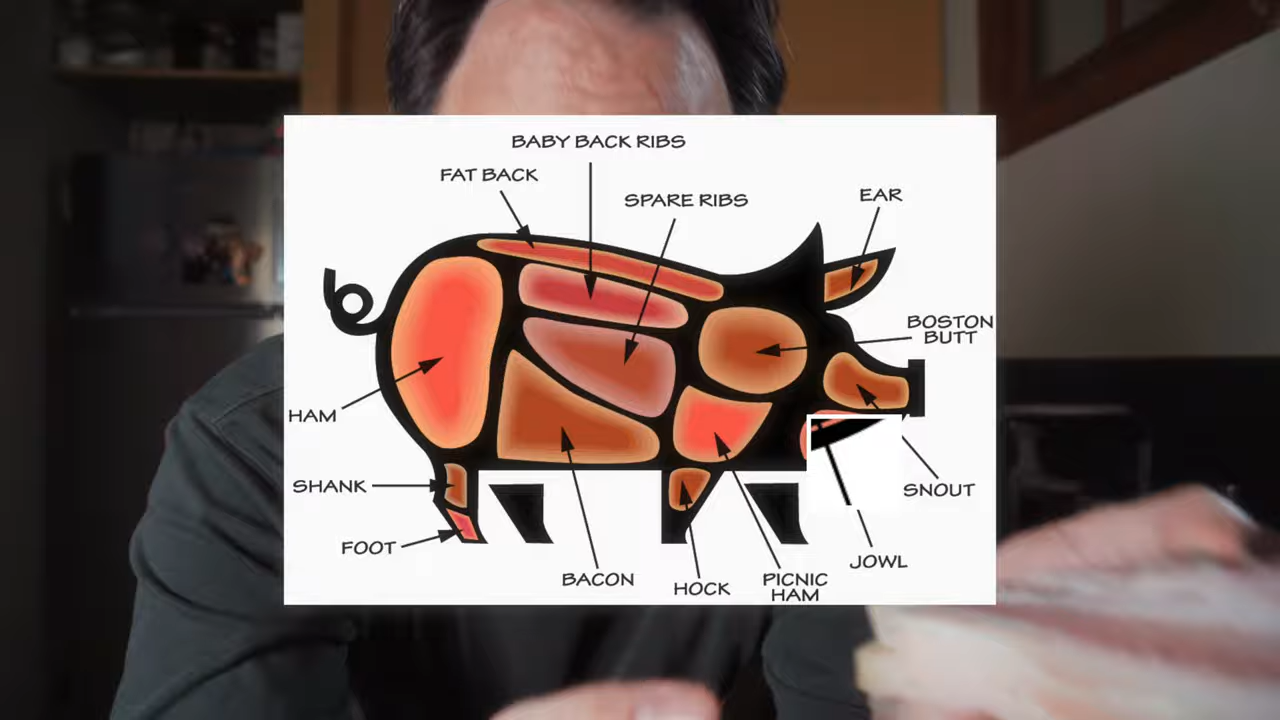 BABY BACK RIBS
FAT BACK
SPARE RIBS
EAR
BOSTON
BUTT
HAM
SHANK
SNOUT
FOOT
JOWL
BACON
HOCK
PICNIC
HAM